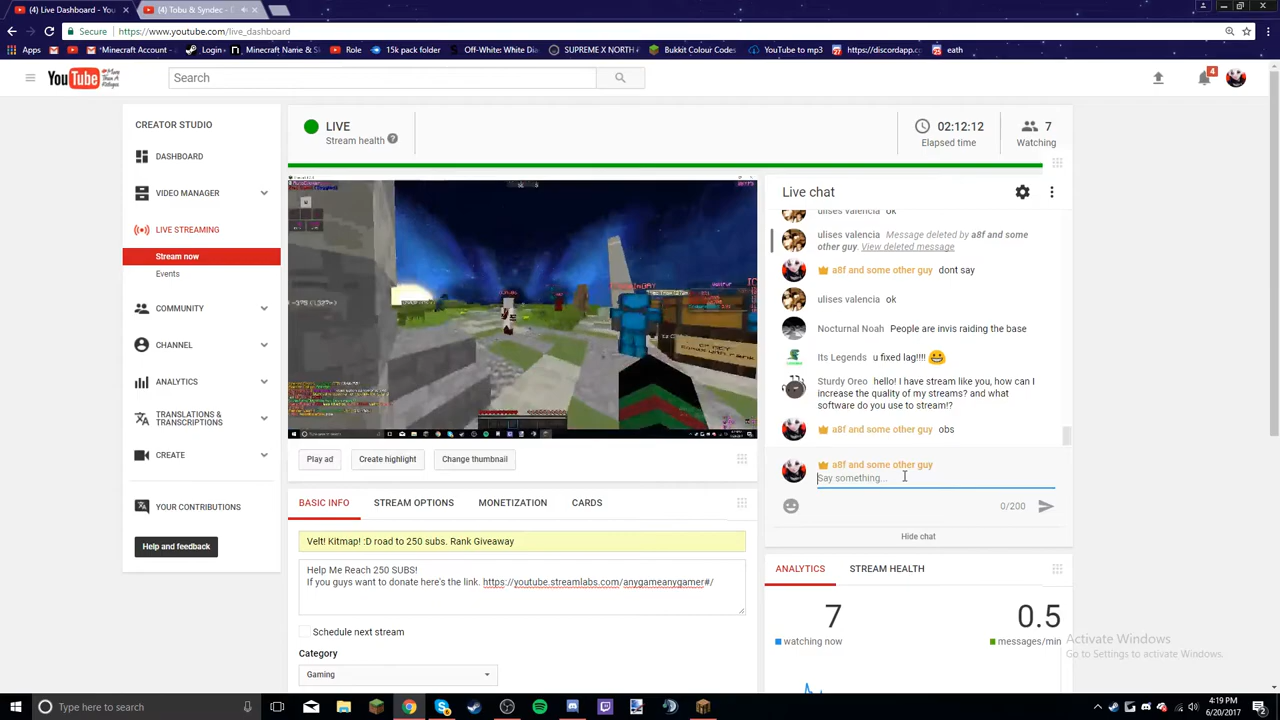 (4) Live Dashboard - You
(4) Tobu & Syndec -
Secure
https://www.youtube.com/live_dashboard
Apps
*Minecraft Account -
Login
Minecraft Name & Sk
Role
15k pack folder
Off-White: White Dia
SUPREME X NORTH F
Bukkit Colour Codes
YouTube to mp3
https://discordapp.c
eath
YouTube
Search
4
CREATOR STUDIO
DASHBOARD
VIDEO MANAGER
LIVE STREAMING
Stream now
Events
COMMUNITY
CHANNEL
ANALYTICS
TRANSLATIONS &
TRANSCRIPTIONS
CREATE
YOUR CONTRIBUTIONS
Help and feedback
LIVE
Stream health
02:12:12
Elapsed time
7
Watching
Play ad
Create highlight
Change thumbnail
BASIC INFO
STREAM OPTIONS
MONETIZATION
CARDS
Velt! Kitmap! :D road to 250 subs. Rank Giveaway
Help Me Reach 250 SUBS!
If you guys want to donate here's the link. https://youtube.streamlabs.com/anygameanygamer#/
Schedule next stream
Category
Gaming
Live chat
ulises valencia ok
ulises valencia Message deleted by a8f and some
other guy. View deleted message
a8f and some other guy dont say
ulises valencia ok
Nocturnal Noah People are invis raiding the base
Its Legends u fixed lag!!!!
Sturdy Oreo hello! I have stream like you, how can I
increase the quality of my streams? and what
software do you use to stream!?
a8f and some other guy obs
a8f and some other guy
Say something...
0/200
Hide chat
ANALYTICS
STREAM HEALTH
7
watching now
0.5
messages/min
Activate Windows
Go to Settings to activate Windows.
Type here to search
4:19 PM
6/20/2017
2